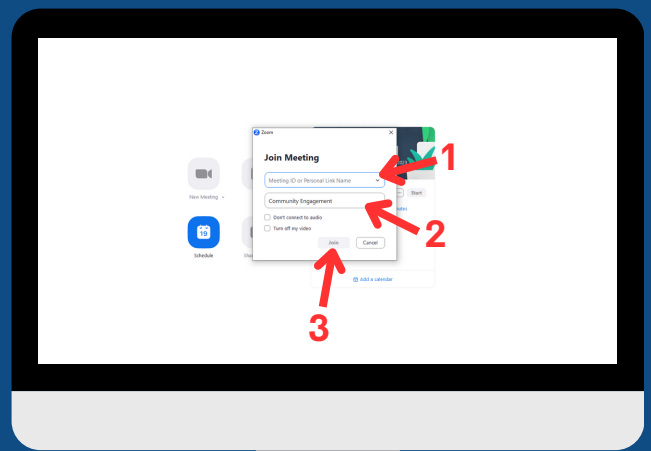 Zoom
Join Meeting
Meeting ID or Personal Link Name
Community Engagement
Don't connect to audio
Turn off my video
Join
Cancel
New Meeting
19
Schedule
Start
Add a calendar
1
2
3